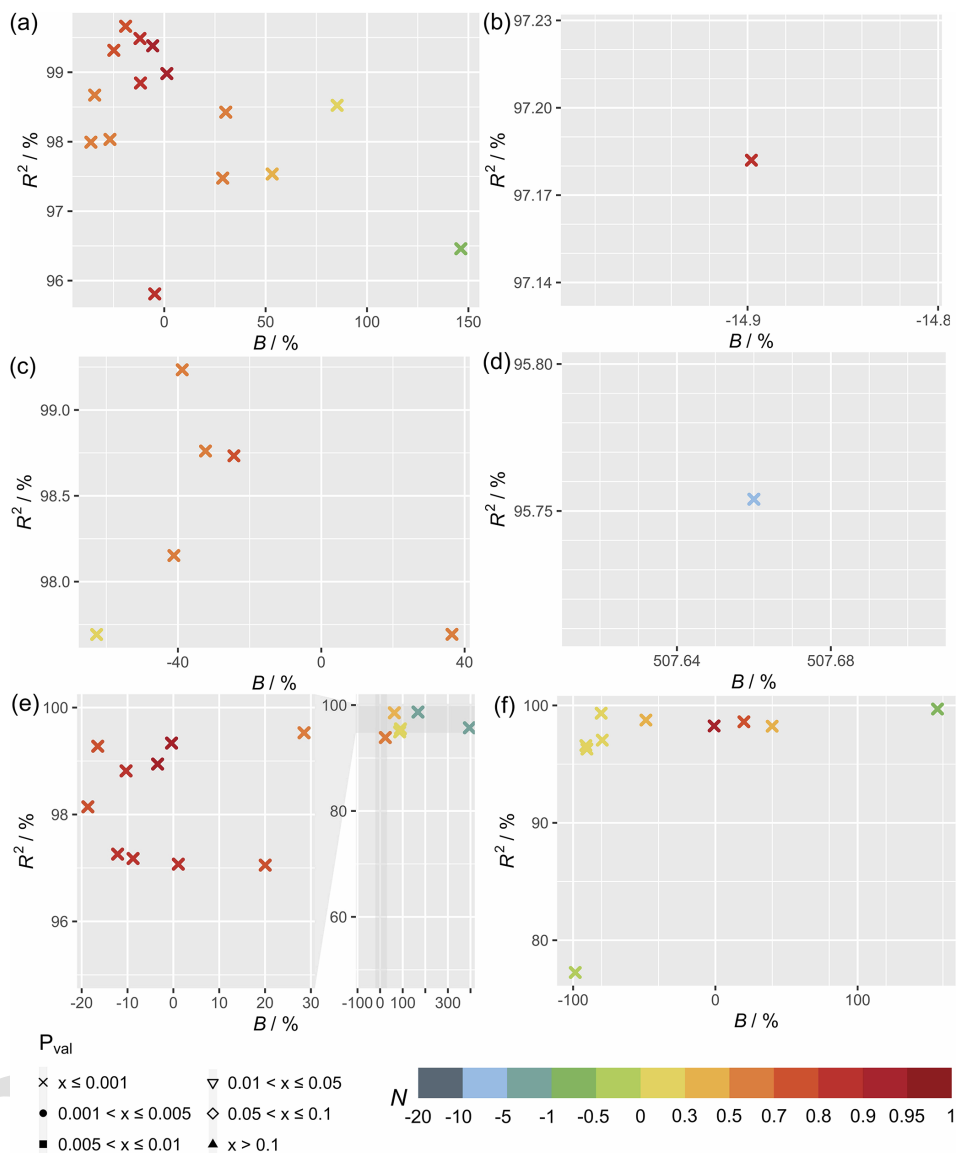 (a)
R² / %
99
98
97
96
0 50 100 150
B / %
(b)
R² / %
97.23
97.20
97.17
97.14
-14.9 -14.8
B / %
(c)
R² / %
99.0
98.5
98.0
-40 0 40
B / %
(d)
R² / %
95.80
95.75
507.64 507.68
B / %
(e)
R² / %
100
98
96
-20 -10 0 10 20 30
100
80
60
-100 0 100 300
B / %
(f)
R² / %
100
90
80
-100 0 100
B / %
Pval
x ≤ 0.001
0.001 < x ≤ 0.005
0.005 < x ≤ 0.01
0.01 < x ≤ 0.05
0.05 < x ≤ 0.1
x > 0.1
N
-20 -10 -5 -1 -0.5 0 0.3 0.5 0.7 0.8 0.9 0.95 1